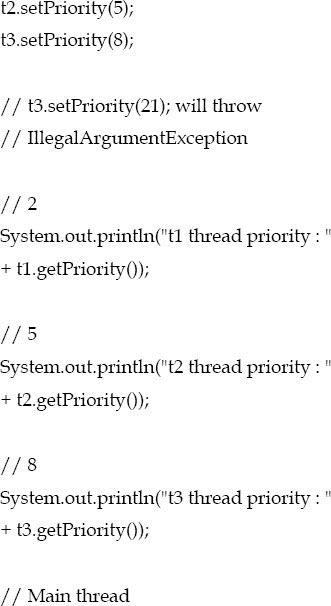 t2.setPriority(5);
t3.setPriority(8);
// t3.setPriority(21); will throw
// IllegalArgumentException
// 2
System.out.println("t1 thread priority : "
+ t1.getPriority());
// 5
System.out.println("t2 thread priority : "
+ t2.getPriority());
// 8
System.out.println("t3 thread priority : "
+ t3.getPriority());
// Main thread